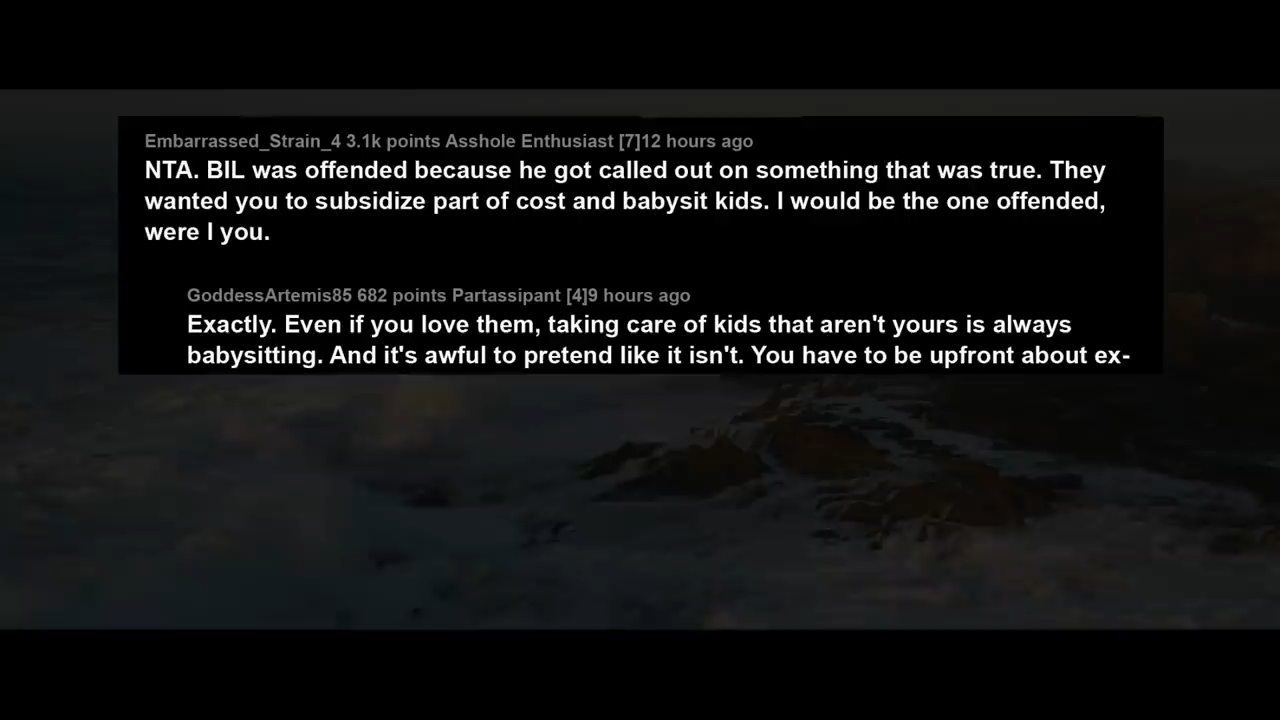 Embarrassed_Strain_4 3.1k points Asshole Enthusiast [7]12 hours ago
NTA. BIL was offended because he got called out on something that was true. They
wanted you to subsidize part of cost and babysit kids. I would be the one offended,
were I you.
GoddessArtemis85 682 points Partassipant [4]9 hours ago
Exactly. Even if you love them, taking care of kids that aren't yours is always
babysitting. And it's awful to pretend like it isn't. You have to be upfront about ex-